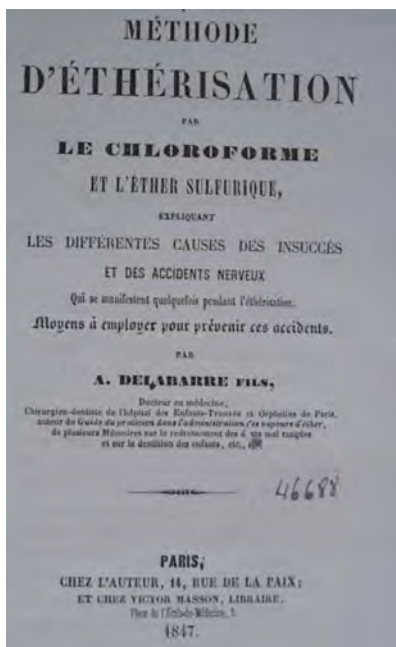 MÉTHODE
D'ÉTHÉRISATION
PAR
LE CHLOROFORME
ET L'ÉTHER SULFURIQUE,
EXPLIQUANT
LES DIFFÉRENTES CAUSES DES INSUCCÈS
ET DES ACCIDENTS NERVEUX
Qui se manifestent quelquefois pendant l'éthérisation.
Moyens à employer pour prévenir ces accidents.
PAR
A. DELABARRE FILS,
Docteur en médecine,
Chirurgien-dentiste de l'hôpital des Enfants-Trouvés et Orphelins de Paris,
auteur du Guide du praticien dans l'administration des vapeurs d'éther,
de plusieurs Mémoires sur le redressement des d nts mal rangées
et sur la dentition des enfants, etc.,
46688
PARIS,
CHEZ L'AUTEUR, 14, RUE DE LA PAIX;
ET CHEZ VICTOR MASSON, LIBRAIRE.
Place de l'École-de-Médecine, 1.
1847.